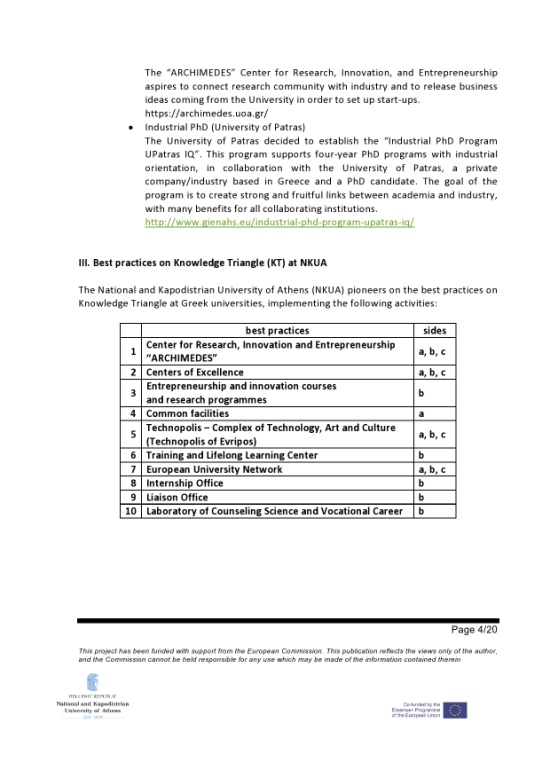 The “ARCHIMEDES” Center for Research, Innovation, and Entrepreneurship
aspires to connect research community with industry and to release business
ideas coming from the University in order to set up start-ups.
https://archimedes.uoa.gr/
• Industrial PhD (University of Patras)
The University of Patras decided to establish the “Industrial PhD Program
UPatras IQ”. This program supports four-year PhD programs with industrial
orientation, in collaboration with the University of Patras, a private
company/industry based in Greece and a PhD candidate. The goal of the
program is to create strong and fruitful links between academia and industry,
with many benefits for all collaborating institutions.
http://www.gienahs.eu/industrial-phd-program-upatras-iq/
III. Best practices on Knowledge Triangle (KT) at NKUA
The National and Kapodistrian University of Athens (NKUA) pioneers on the best practices on
Knowledge Triangle at Greek universities, implementing the following activities:
best practices sides
1 Center for Research, Innovation and Entrepreneurship
“ARCHIMEDES” a, b, c
2 Centers of Excellence a, b, c
3 Entrepreneurship and innovation courses
and research programmes b
4 Common facilities a
5 Technopolis – Complex of Technology, Art and Culture
(Technopolis of Evripos) a, b, c
6 Training and Lifelong Learning Center b
7 European University Network a, b, c
8 Internship Office b
9 Liaison Office b
10 Laboratory of Counseling Science and Vocational Career b
Page 4/20
This project has been funded with support from the European Commission. This publication reflects the views only of the author,
and the Commission cannot be held responsible for any use which may be made of the information contained therein
HELLENIC REPUBLIC
National and Kapodistrian
University of Athens
EST. 1837
Co-funded by the
Erasmus+ Programme
of the European Union